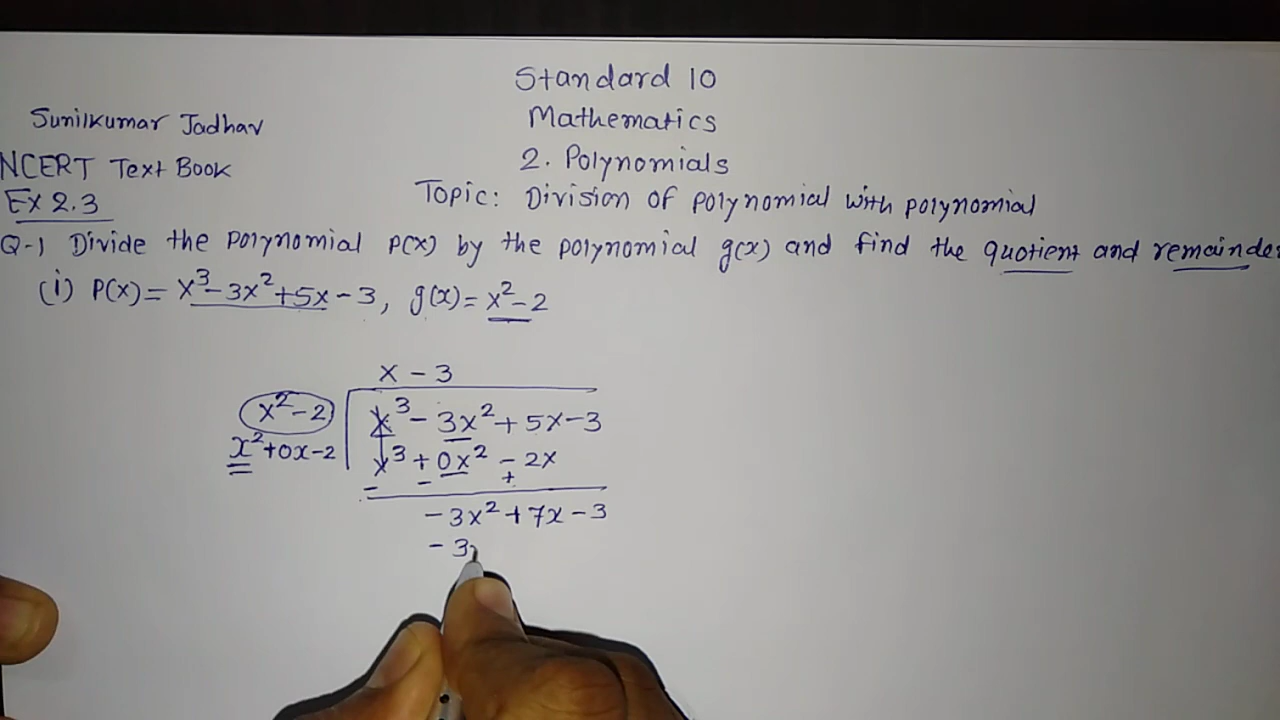 Standard 10
Sunilkumar Jadhav
Mathematics
NCERT Text Book
2. Polynomials
Ex 2.3
Topic: Division of polynomial with polynomial
Q-1 Divide the polynomial p(x) by the polynomial g(x) and find the quotient and remainde
(i) P(x)= x³-3x²+5x-3, g(x)= x²-2
x - 3
x²-2
x³ - 3x² + 5x - 3
x²+0x-2
x³ + 0x² - 2x
- - +
-3x² + 7x - 3
- 3x